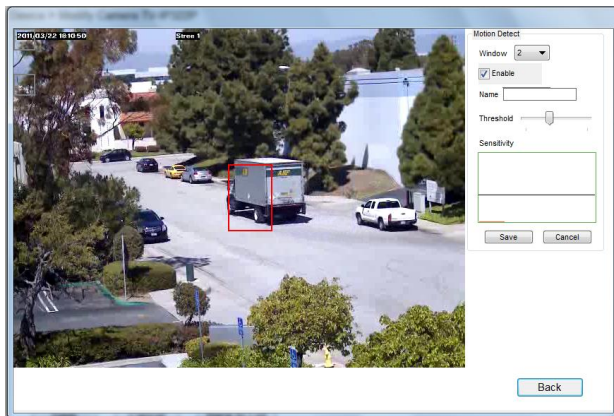 2011/03/22 18:10:50
Stree 1
ABF
Motion Detect
Window 2
Enable
Name
Threshold
Sensitivity
Save Cancel
Back